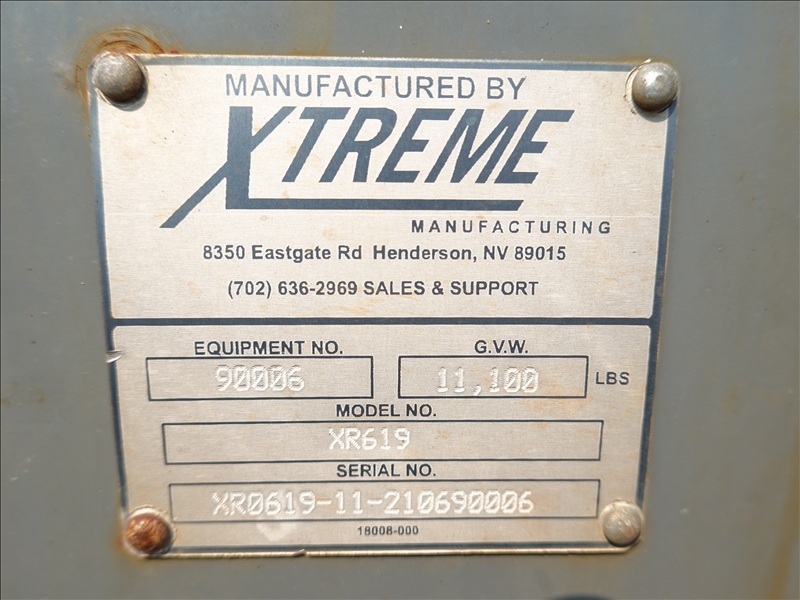 MANUFACTURED BY
XTREME
MANUFACTURING
8350 Eastgate Rd Henderson, NV 89015
(702) 636-2969 SALES & SUPPORT
EQUIPMENT NO. G.V.W.
90006 11,100 LBS
MODEL NO.
XR619
SERIAL NO.
XR0619-11-210690006
18008-000